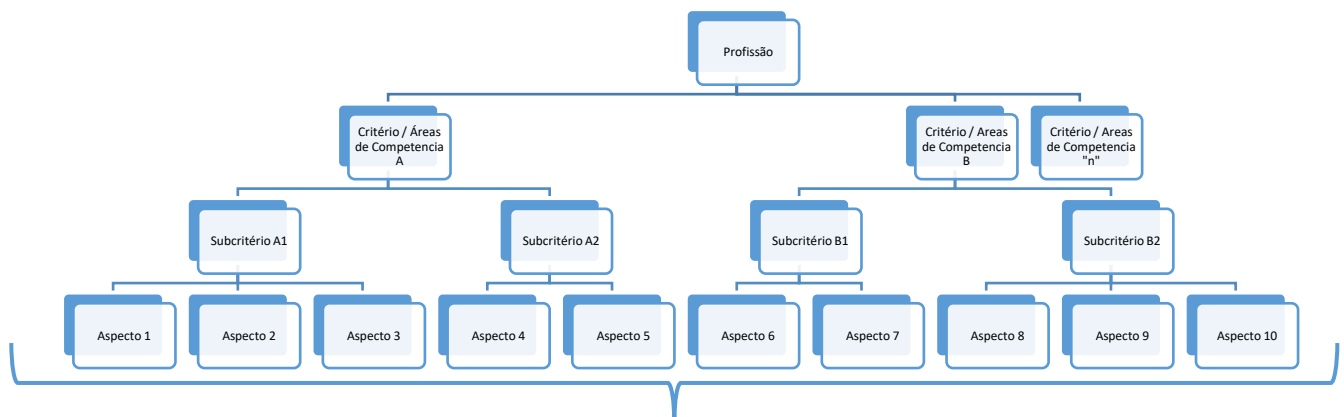 Profissão
Critério / Áreas
de Competencia
A
Critério / Areas
de Competencia
B
Critério / Areas
de Competencia
"n"
Subcritério A1
Subcritério A2
Subcritério B1
Subcritério B2
Aspecto 1
Aspecto 2
Aspecto 3
Aspecto 4
Aspecto 5
Aspecto 6
Aspecto 7
Aspecto 8
Aspecto 9
Aspecto 10